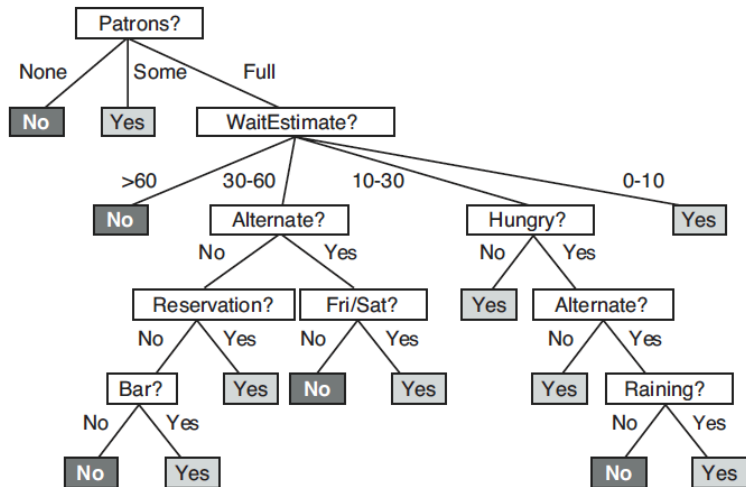 Patrons?
None Some Full
No Yes WaitEstimate?
>60 30-60 10-30 0-10
No Alternate? Hungry? Yes
No Yes No Yes
Reservation? Fri/Sat? Yes Alternate?
No Yes No Yes No Yes
Bar? Yes No Yes Yes Raining?
No Yes No Yes
No Yes No Yes